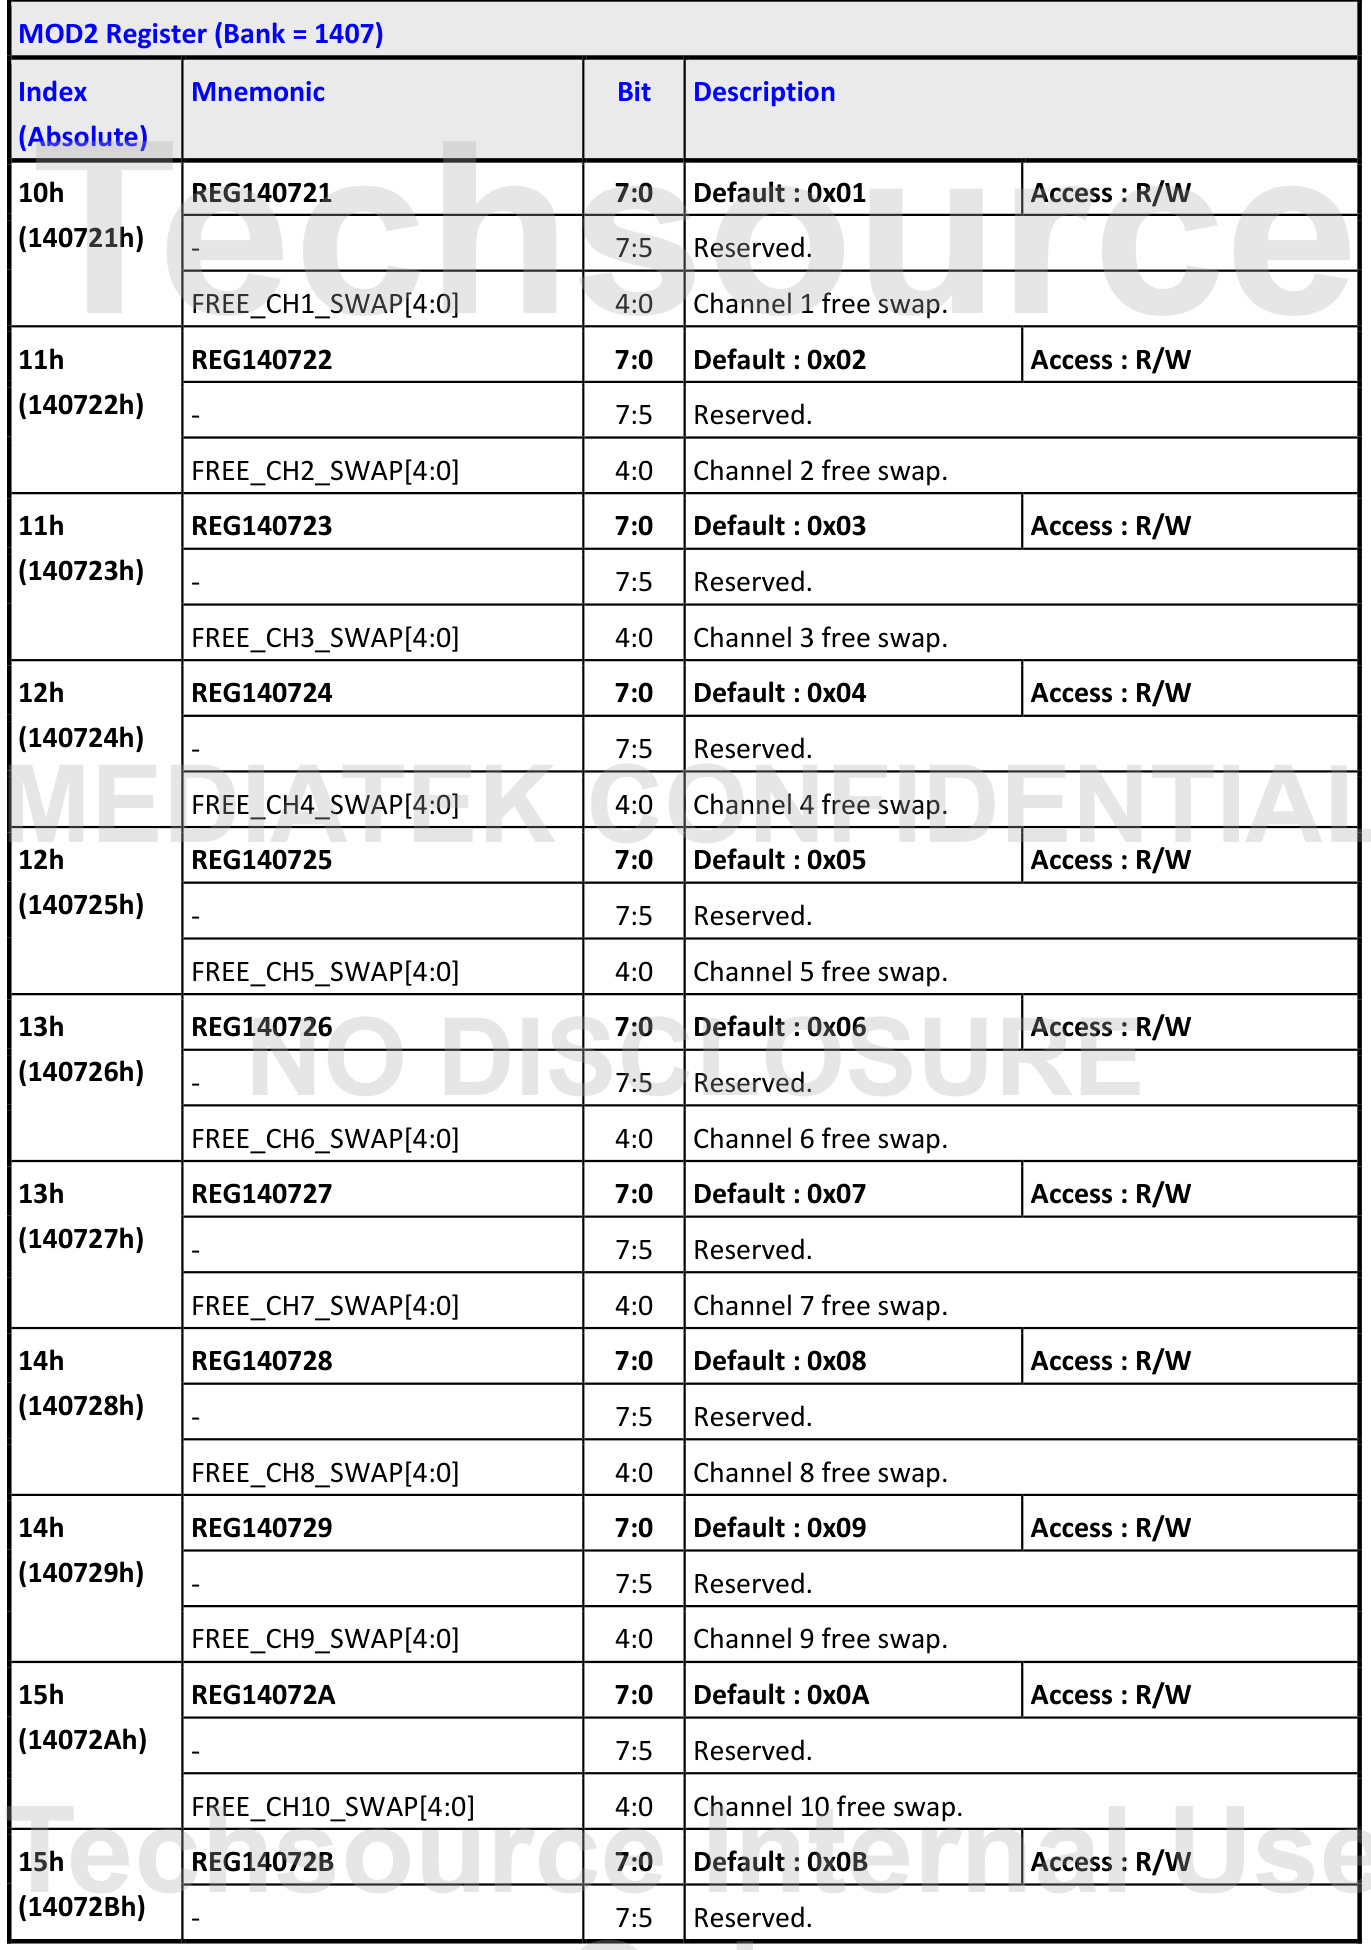 MOD2 Register (Bank = 1407)
Index (Absolute) Mnemonic Bit Description
10h (140721h) REG140721 7:0 Default : 0x01 Access : R/W
- 7:5 Reserved.
FREE_CH1_SWAP[4:0] 4:0 Channel 1 free swap.
11h (140722h) REG140722 7:0 Default : 0x02 Access : R/W
- 7:5 Reserved.
FREE_CH2_SWAP[4:0] 4:0 Channel 2 free swap.
11h (140723h) REG140723 7:0 Default : 0x03 Access : R/W
- 7:5 Reserved.
FREE_CH3_SWAP[4:0] 4:0 Channel 3 free swap.
12h (140724h) REG140724 7:0 Default : 0x04 Access : R/W
- 7:5 Reserved.
FREE_CH4_SWAP[4:0] 4:0 Channel 4 free swap.
12h (140725h) REG140725 7:0 Default : 0x05 Access : R/W
- 7:5 Reserved.
FREE_CH5_SWAP[4:0] 4:0 Channel 5 free swap.
13h (140726h) REG140726 7:0 Default : 0x06 Access : R/W
- 7:5 Reserved.
FREE_CH6_SWAP[4:0] 4:0 Channel 6 free swap.
13h (140727h) REG140727 7:0 Default : 0x07 Access : R/W
- 7:5 Reserved.
FREE_CH7_SWAP[4:0] 4:0 Channel 7 free swap.
14h (140728h) REG140728 7:0 Default : 0x08 Access : R/W
- 7:5 Reserved.
FREE_CH8_SWAP[4:0] 4:0 Channel 8 free swap.
14h (140729h) REG140729 7:0 Default : 0x09 Access : R/W
- 7:5 Reserved.
FREE_CH9_SWAP[4:0] 4:0 Channel 9 free swap.
15h (14072Ah) REG14072A 7:0 Default : 0x0A Access : R/W
- 7:5 Reserved.
FREE_CH10_SWAP[4:0] 4:0 Channel 10 free swap.
15h (14072Bh) REG14072B 7:0 Default : 0x0B Access : R/W
- 7:5 Reserved.
Techsource
MEDIATEK CONFIDENTIAL
NO DISCLOSURE
Techsource Internal Use